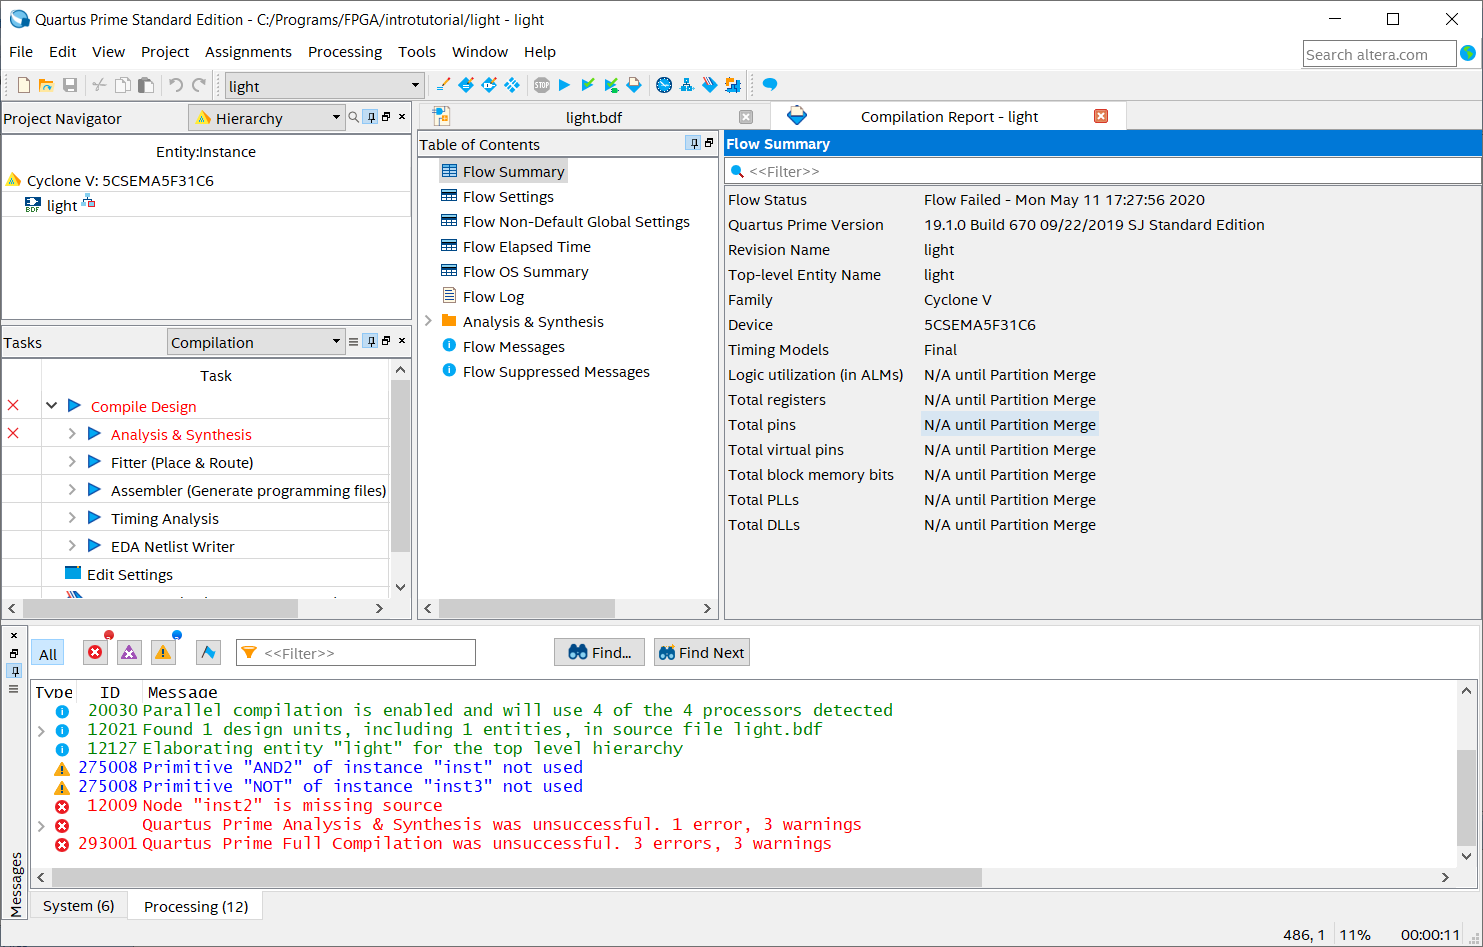 Quartus Prime Standard Edition - C:/Programs/FPGA/introtutorial/light - light
File Edit View Project Assignments Processing Tools Window Help
Search altera.com
light
STOP
Project Navigator
Hierarchy
Entity:Instance
Cyclone V: 5CSEMA5F31C6
BDF light
Tasks
Compilation
Task
Compile Design
Analysis & Synthesis
Fitter (Place & Route)
Assembler (Generate programming files)
Timing Analysis
EDA Netlist Writer
Edit Settings
light.bdf
Compilation Report - light
Table of Contents
Flow Summary
Flow Settings
Flow Non-Default Global Settings
Flow Elapsed Time
Flow OS Summary
Flow Log
Analysis & Synthesis
Flow Messages
Flow Suppressed Messages
Flow Summary
<<Filter>>
Flow Status Flow Failed - Mon May 11 17:27:56 2020
Quartus Prime Version 19.1.0 Build 670 09/22/2019 SJ Standard Edition
Revision Name light
Top-level Entity Name light
Family Cyclone V
Device 5CSEMA5F31C6
Timing Models Final
Logic utilization (in ALMs) N/A until Partition Merge
Total registers N/A until Partition Merge
Total pins N/A until Partition Merge
Total virtual pins N/A until Partition Merge
Total block memory bits N/A until Partition Merge
Total PLLs N/A until Partition Merge
Total DLLs N/A until Partition Merge
All
<<Filter>>
Find...
Find Next
Type ID Message
20030 Parallel compilation is enabled and will use 4 of the 4 processors detected
12021 Found 1 design units, including 1 entities, in source file light.bdf
12127 Elaborating entity "light" for the top level hierarchy
275008 Primitive "AND2" of instance "inst" not used
275008 Primitive "NOT" of instance "inst3" not used
12009 Node "inst2" is missing source
Quartus Prime Analysis & Synthesis was unsuccessful. 1 error, 3 warnings
293001 Quartus Prime Full Compilation was unsuccessful. 3 errors, 3 warnings
Messages
System (6)
Processing (12)
486, 1 11% 00:00:11